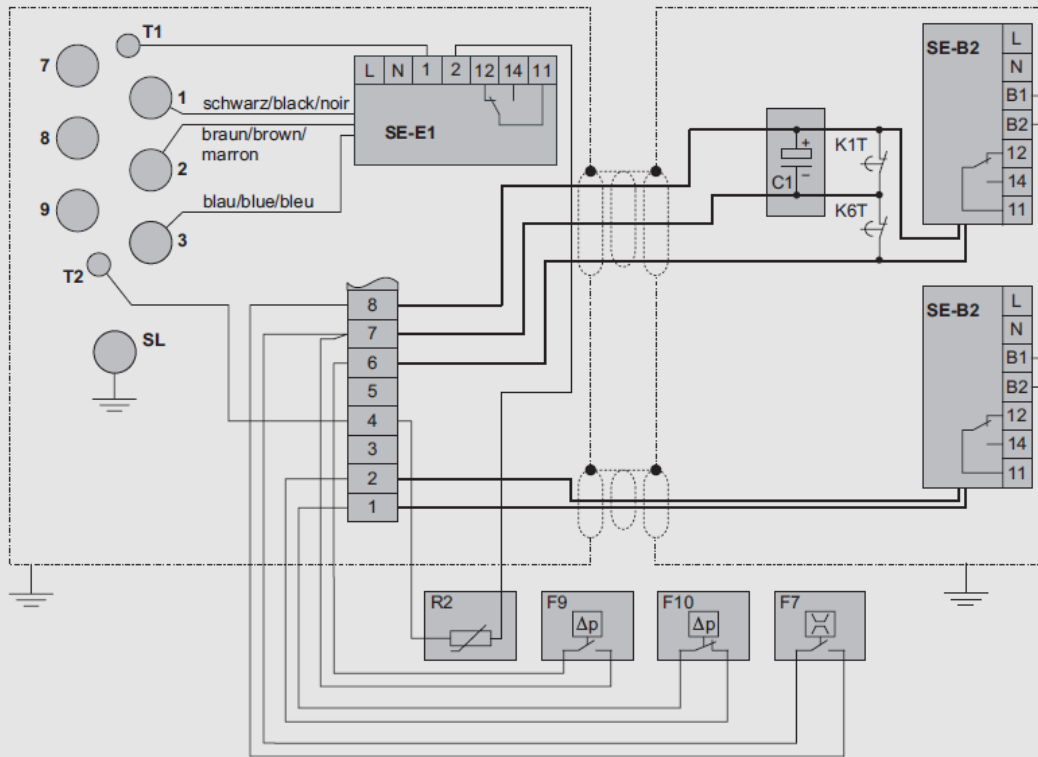 T1
7
1
schwarz/black/noir
8
braun/brown/
marron
2
9
blau/blue/bleu
3
T2
SL
L N 1 2 12 14 11
SE-E1
8
7
6
5
4
3
2
1
+
−
C1
K1T
K6T
SE-B2
L
N
B1
B2
12
14
11
SE-B2
L
N
B1
B2
12
14
11
R2
F9
Δp
F10
Δp
F7